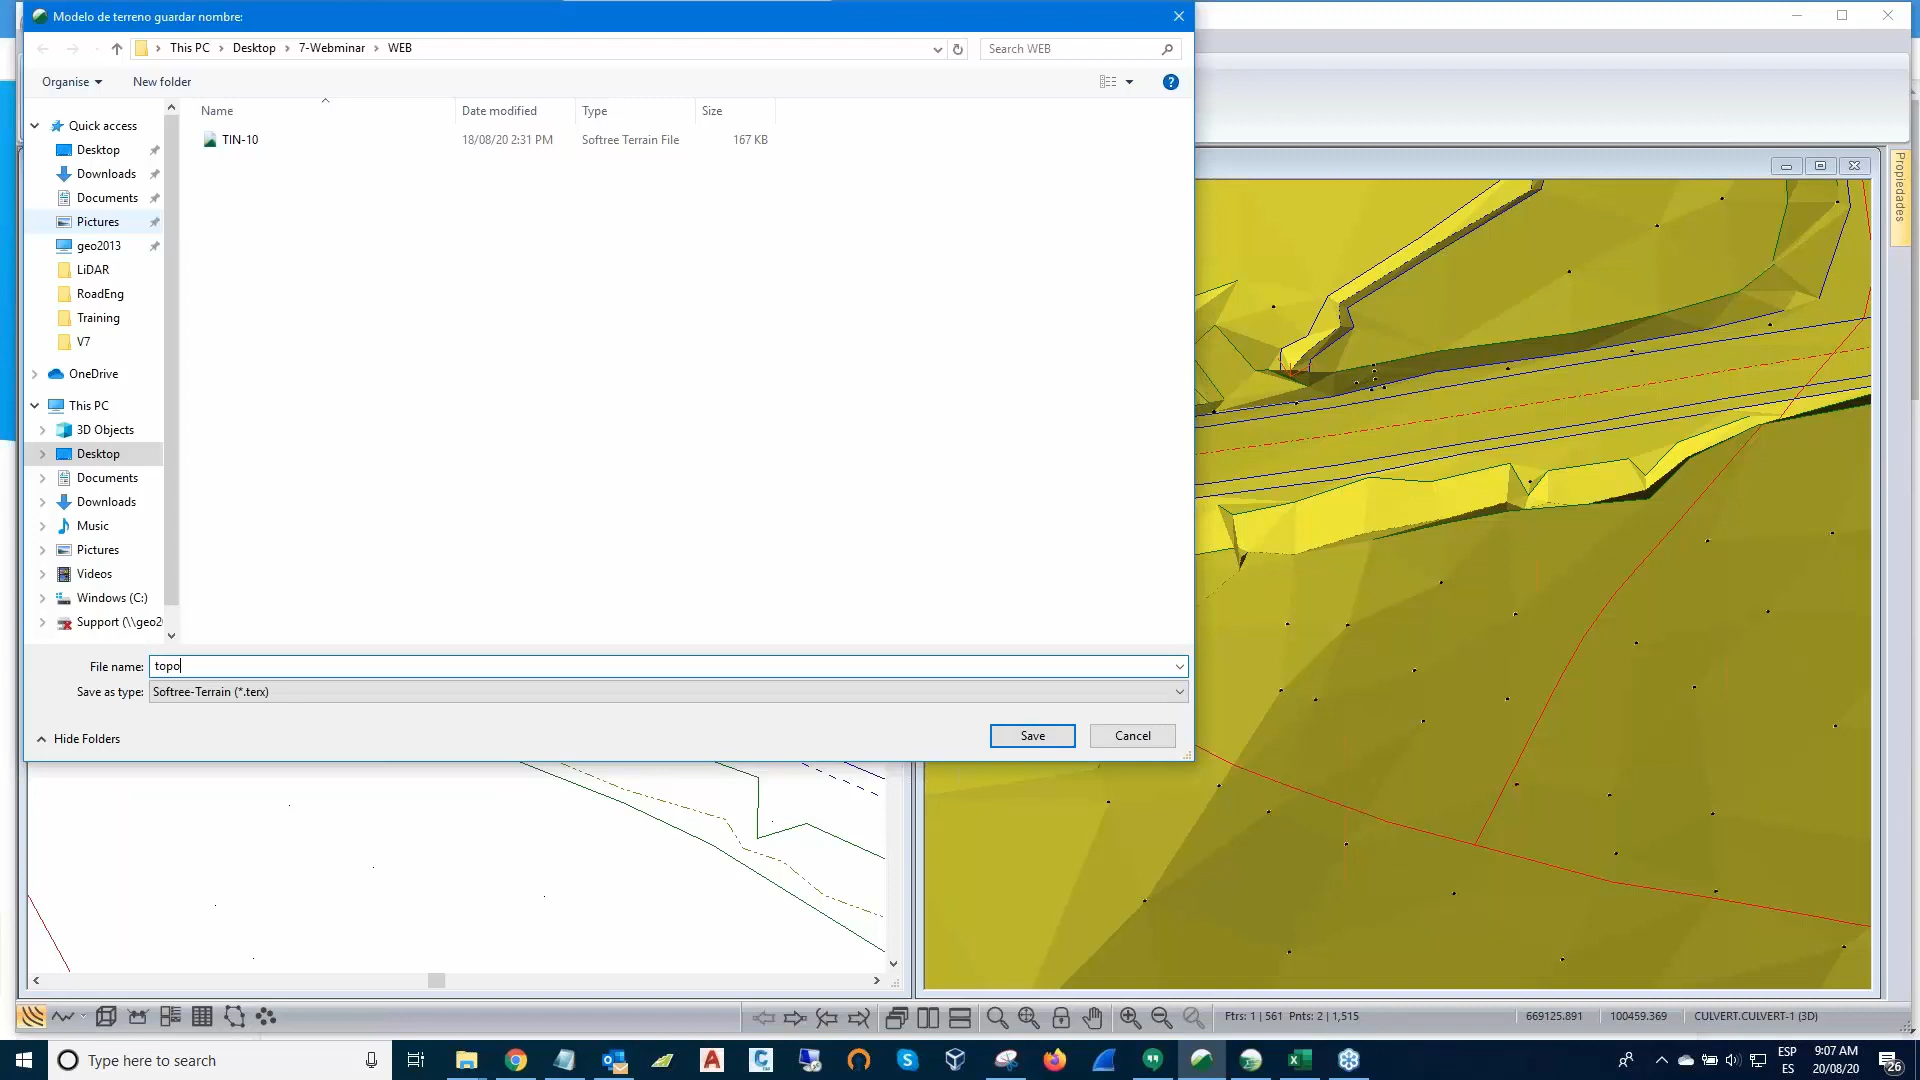 Modelo de terreno guardar nombre:
This PC > Desktop > 7-Webminar > WEB
Search WEB
Organise
New folder
Name
Date modified
Type
Size
TIN-10
18/08/20 2:31 PM
Softree Terrain File
167 KB
Quick access
Desktop
Downloads
Documents
Pictures
geo2013
LiDAR
RoadEng
Training
V7
OneDrive
This PC
3D Objects
Desktop
Documents
Downloads
Music
Pictures
Videos
Windows (C:)
Support (\\geo2
File name: topo
Save as type: Softree-Terrain (*.terx)
Hide Folders
Save
Cancel
Propiedades
Ftrs: 1 | 561 Pnts: 2 | 1,515
669125.891
100459.369
CULVERT.CULVERT-1 (3D)
Type here to search
ESP
ES
9:07 AM
20/08/20
26